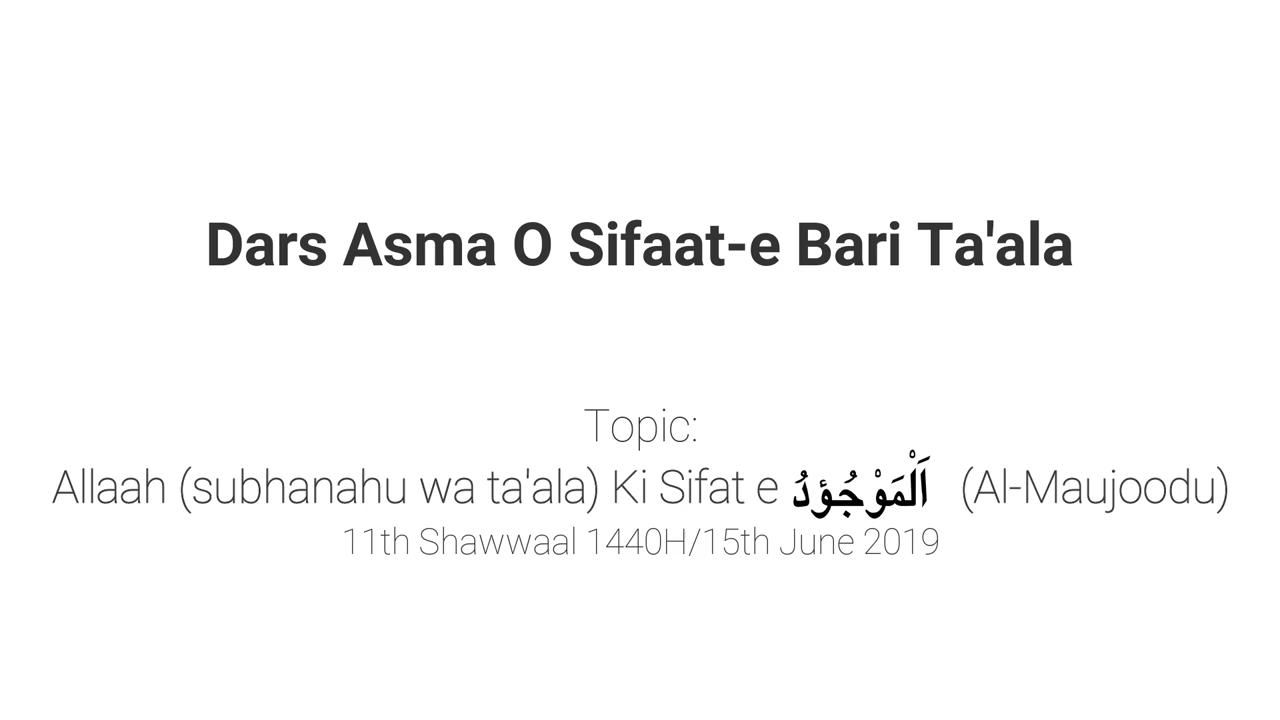 Dars Asma O Sifaat-e Bari Ta'ala
Topic:
Allaah (subhanahu wa ta'ala) Ki Sifat e اَلْمَوْجُؤدُ (Al-Maujoodu)
11th Shawwaal 1440H/15th June 2019